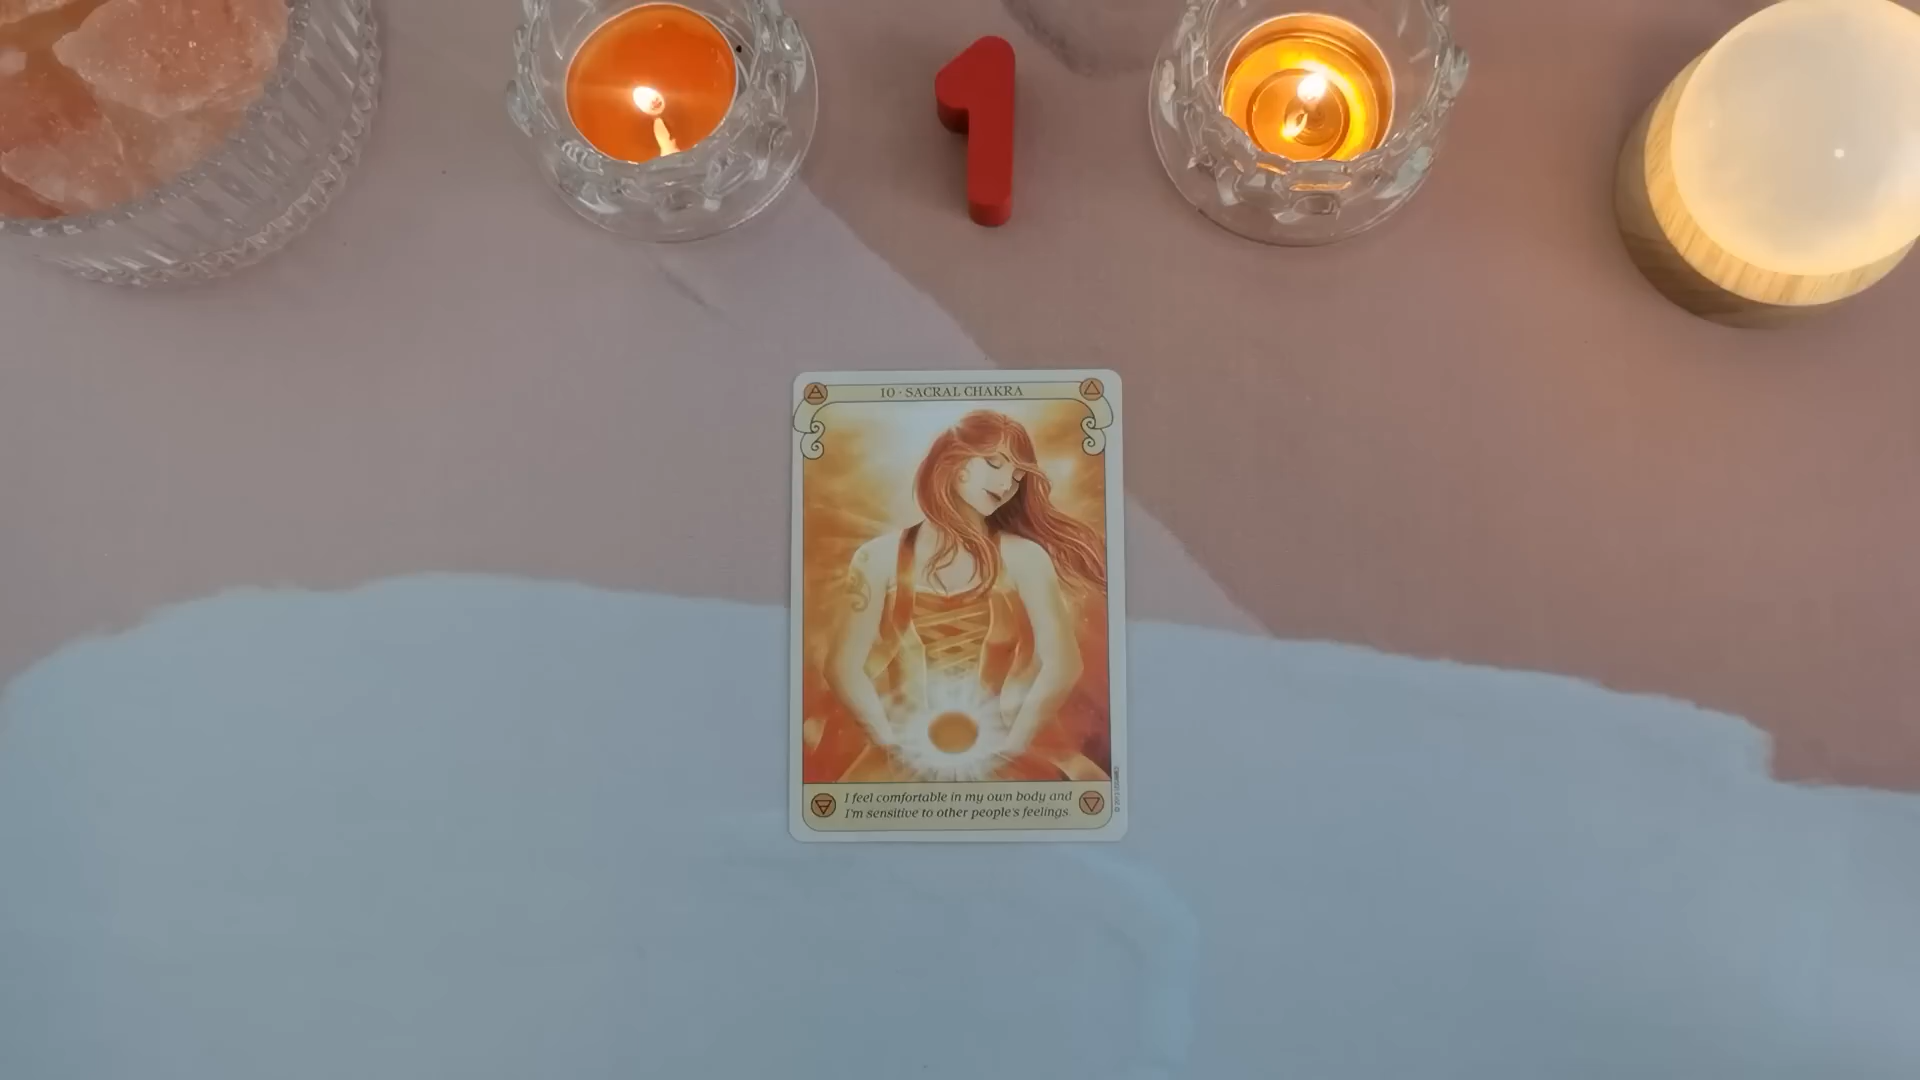 1
10 · SACRAL CHAKRA
I feel comfortable in my own body and
I'm sensitive to other people's feelings